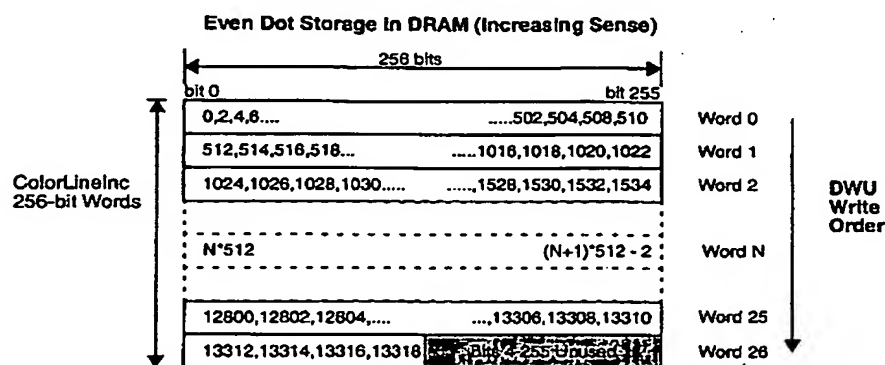 Even Dot Storage in DRAM (Increasing Sense)
256 bits
bit 0 bit 255
0,2,4,6.... .....502,504,508,510 Word 0
512,514,516,518... .....1016,1018,1020,1022 Word 1
1024,1026,1028,1030..... .....,1528,1530,1532,1534 Word 2
ColorLineInc
256-bit Words
DWU
Write
Order
N*512 (N+1)*512 - 2 Word N
12800,12802,12804,.... ...,13306,13308,13310 Word 25
13312,13314,13316,13318 Bits 4-255 Unused Word 26